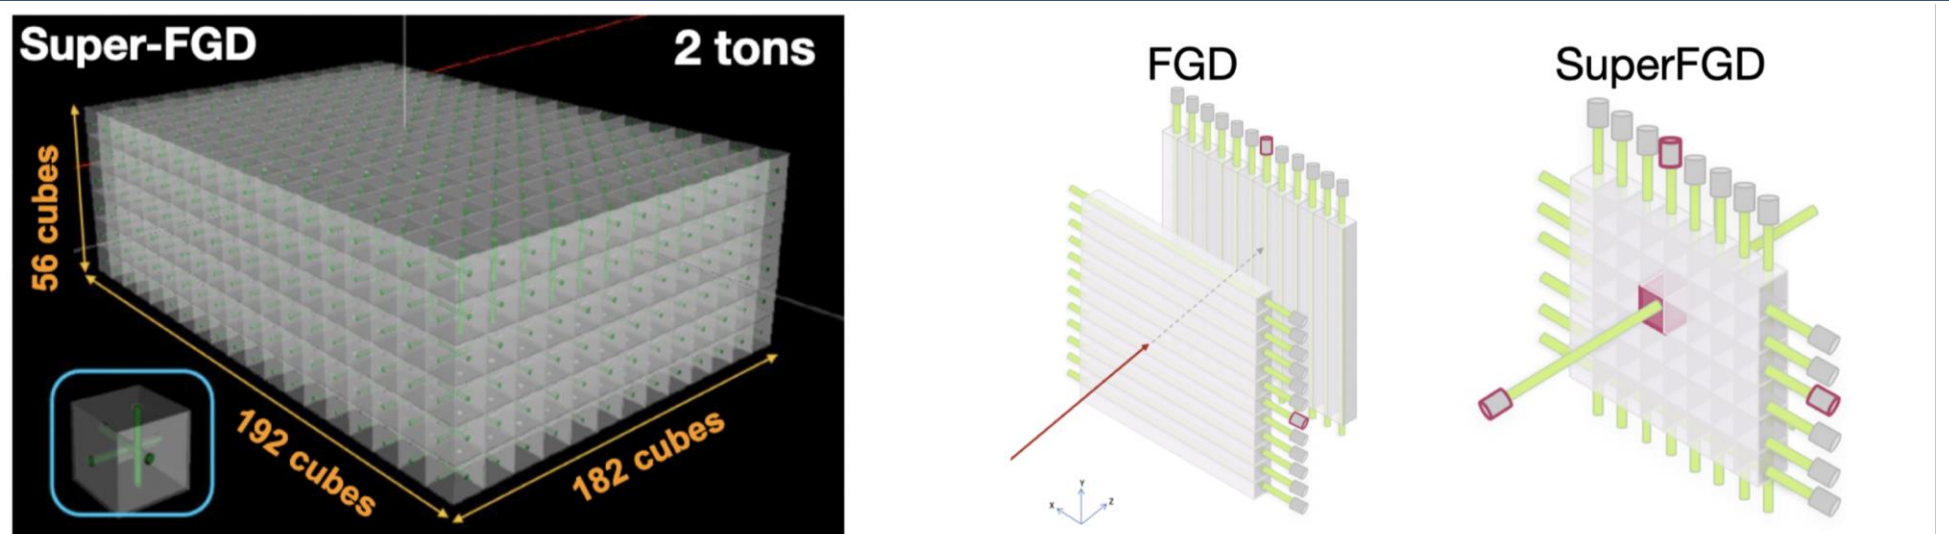 Super-FGD
2 tons
56 cubes
192 cubes
182 cubes
FGD
Y
X
Z
SuperFGD